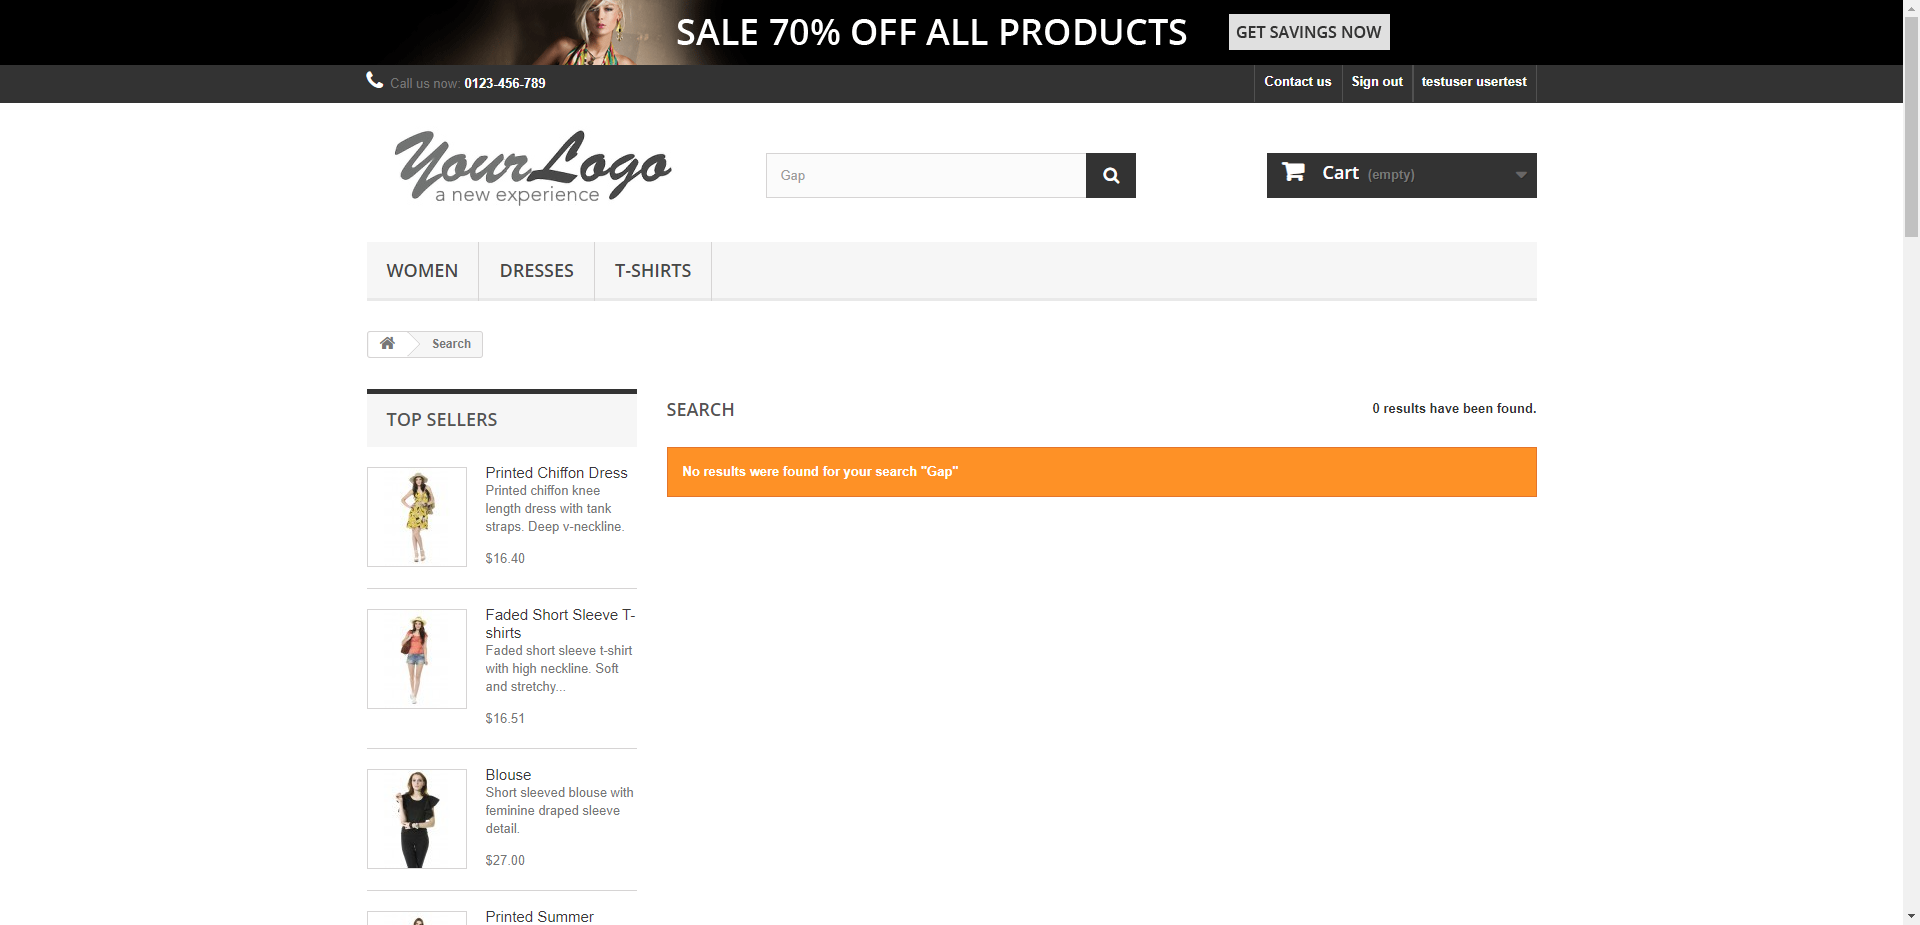 SALE 70% OFF ALL PRODUCTS
GET SAVINGS NOW
Call us now: 0123-456-789
Contact us
Sign out
testuser usertest
YourLogo
a new experience
Gap
Cart (empty)
WOMEN
DRESSES
T-SHIRTS
Search
TOP SELLERS
Printed Chiffon Dress
Printed chiffon knee
length dress with tank
straps. Deep v-neckline.
$16.40
Faded Short Sleeve T-
shirts
Faded short sleeve t-shirt
with high neckline. Soft
and stretchy...
$16.51
Blouse
Short sleeved blouse with
feminine draped sleeve
detail.
$27.00
Printed Summer
SEARCH
0 results have been found.
No results were found for your search "Gap"